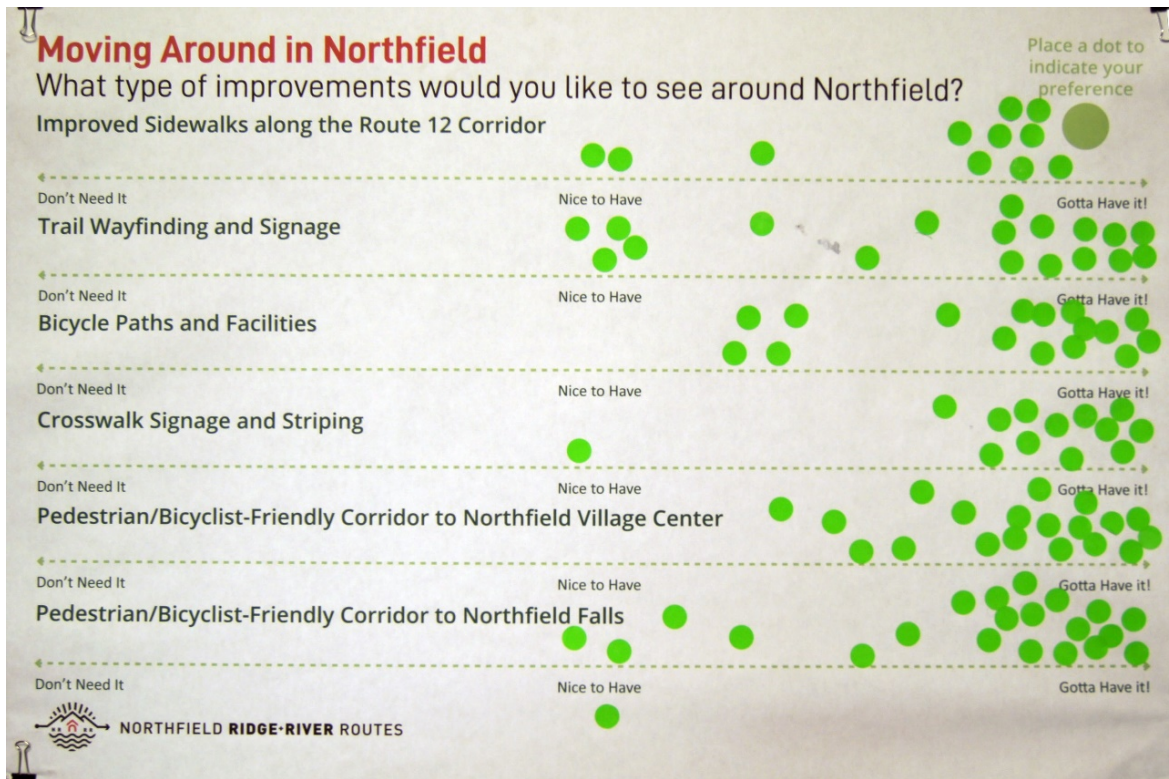 Moving Around in Northfield
What type of improvements would you like to see around Northfield?
Place a dot to
indicate your
preference
Improved Sidewalks along the Route 12 Corridor
Don't Need It Nice to Have Gotta Have it!
Trail Wayfinding and Signage
Don't Need It Nice to Have Gotta Have it!
Bicycle Paths and Facilities
Don't Need It Nice to Have Gotta Have it!
Crosswalk Signage and Striping
Don't Need It Nice to Have Gotta Have it!
Pedestrian/Bicyclist-Friendly Corridor to Northfield Village Center
Don't Need It Nice to Have Gotta Have it!
Pedestrian/Bicyclist-Friendly Corridor to Northfield Falls
Don't Need It Nice to Have Gotta Have it!
NORTHFIELD RIDGE·RIVER ROUTES